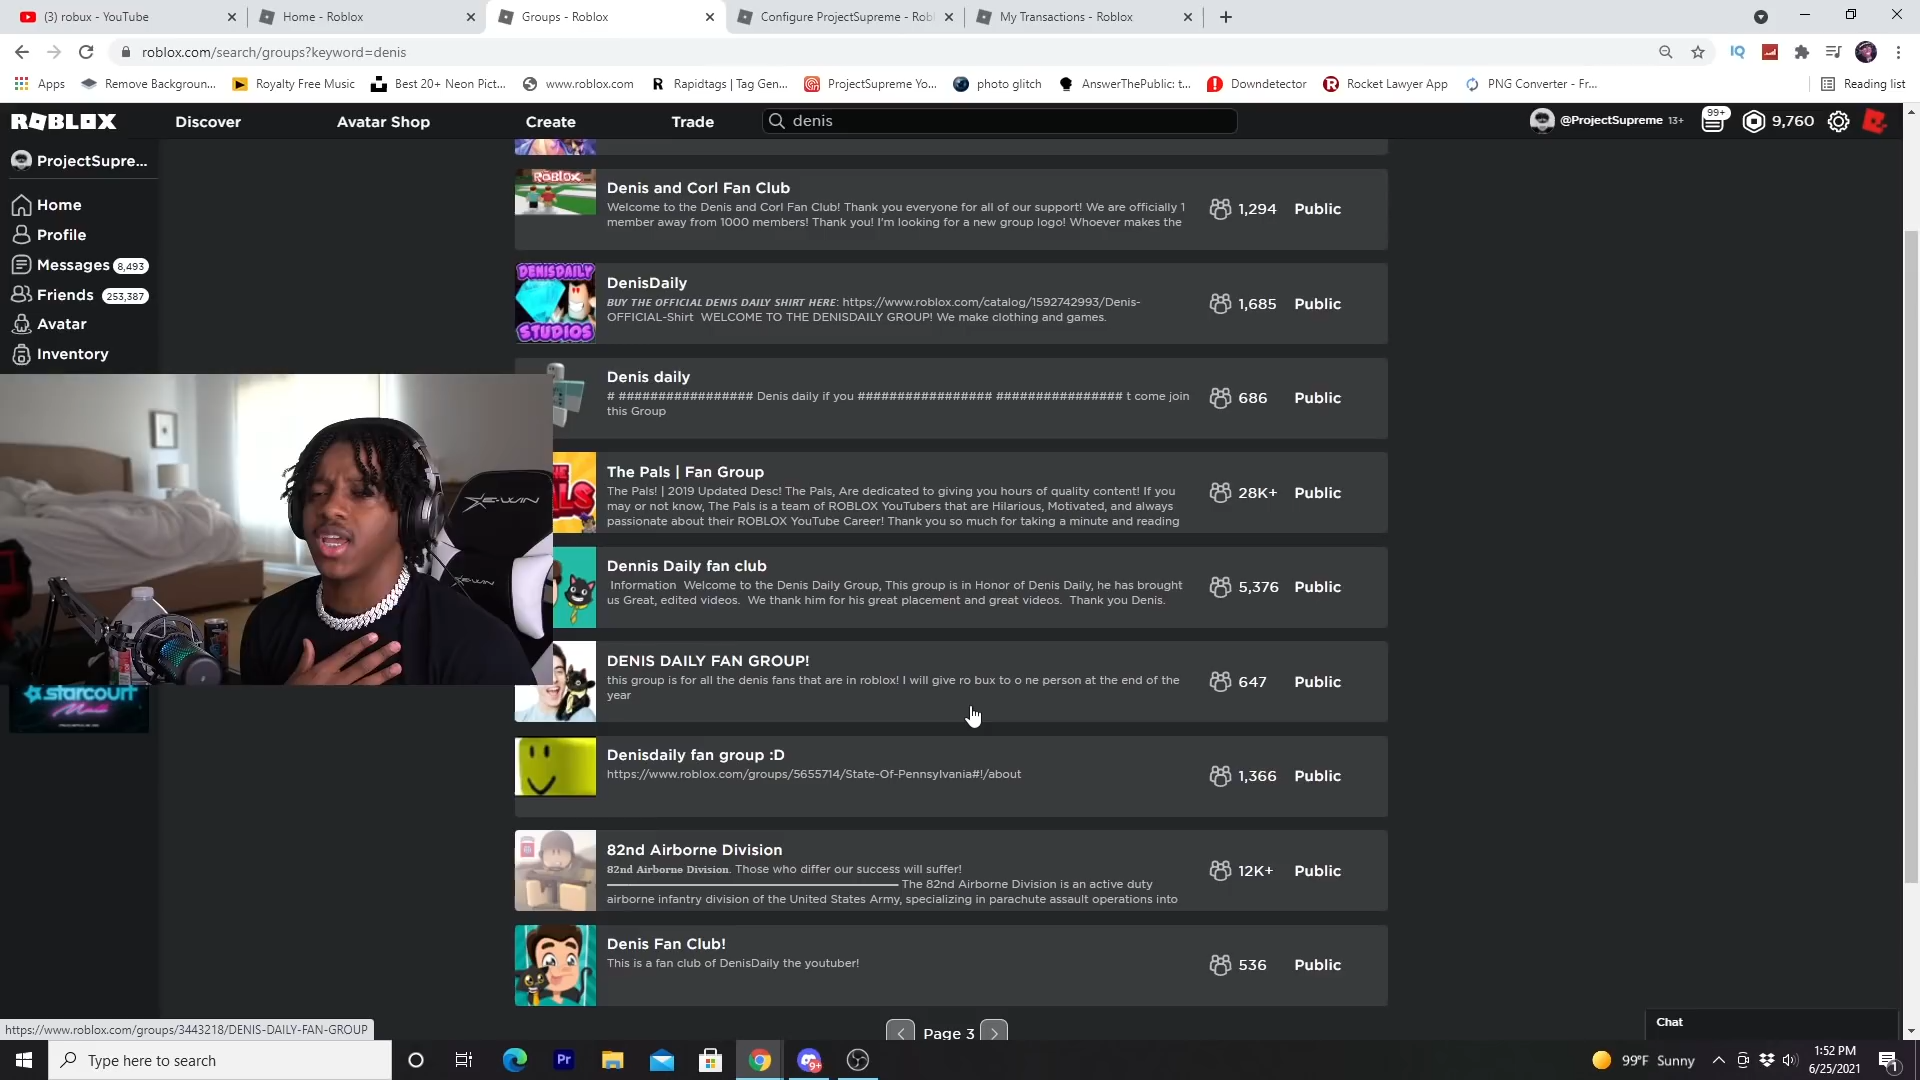 (3) robux - YouTube
Home - Roblox
Groups - Roblox
Configure ProjectSupreme - Rob
My Transactions - Roblox
roblox.com/search/groups?keyword=denis
Apps
Remove Backgroun...
Royalty Free Music
Best 20+ Neon Pict...
www.roblox.com
Rapidtags | Tag Gen...
ProjectSupreme Yo...
photo glitch
AnswerThePublic: t...
Downdetector
Rocket Lawyer App
PNG Converter - Fr...
Reading list
ROBLOX
Discover
Avatar Shop
Create
Trade
denis
@ProjectSupreme 13+
99+
9,760
ProjectSupre...
Home
Profile
Messages 8,493
Friends 253,387
Avatar
Inventory
starcourt
ROBLOX
Denis and Corl Fan Club
Welcome to the Denis and Corl Fan Club! Thank you everyone for all of our support! We are officially 1
member away from 1000 members! Thank you! I'm looking for a new group logo! Whoever makes the
1,294 Public
DENISDAILY
STUDIOS
DenisDaily
BUY THE OFFICIAL DENIS DAILY SHIRT HERE: https://www.roblox.com/catalog/1592742993/Denis-
OFFICIAL-Shirt WELCOME TO THE DENISDAILY GROUP! We make clothing and games.
1,685 Public
Denis daily
# ################# Denis daily if you ################# ################ t come join
this Group
686 Public
The Pals | Fan Group
The Pals! | 2019 Updated Desc! The Pals, Are dedicated to giving you hours of quality content! If you
may or not know, The Pals is a team of ROBLOX YouTubers that are Hilarious, Motivated, and always
passionate about their ROBLOX YouTube Career! Thank you so much for taking a minute and reading
28K+ Public
Dennis Daily fan club
Information Welcome to the Denis Daily Group, This group is in Honor of Denis Daily, he has brought
us Great, edited videos. We thank him for his great placement and great videos. Thank you Denis.
5,376 Public
DENIS DAILY FAN GROUP!
this group is for all the denis fans that are in roblox! I will give ro bux to o ne person at the end of the
year
647 Public
Denisdaily fan group :D
https://www.roblox.com/groups/5655714/State-Of-Pennsylvania#!/about
1,366 Public
82nd Airborne Division
82nd Airborne Division. Those who differ our success will suffer!
The 82nd Airborne Division is an active duty
airborne infantry division of the United States Army, specializing in parachute assault operations into
12K+ Public
Denis Fan Club!
This is a fan club of DenisDaily the youtuber!
536 Public
Page 3
Chat
https://www.roblox.com/groups/3443218/DENIS-DAILY-FAN-GROUP
E-WIN
E-WIN
Type here to search
Pr
99°F Sunny
1:52 PM
6/25/2021